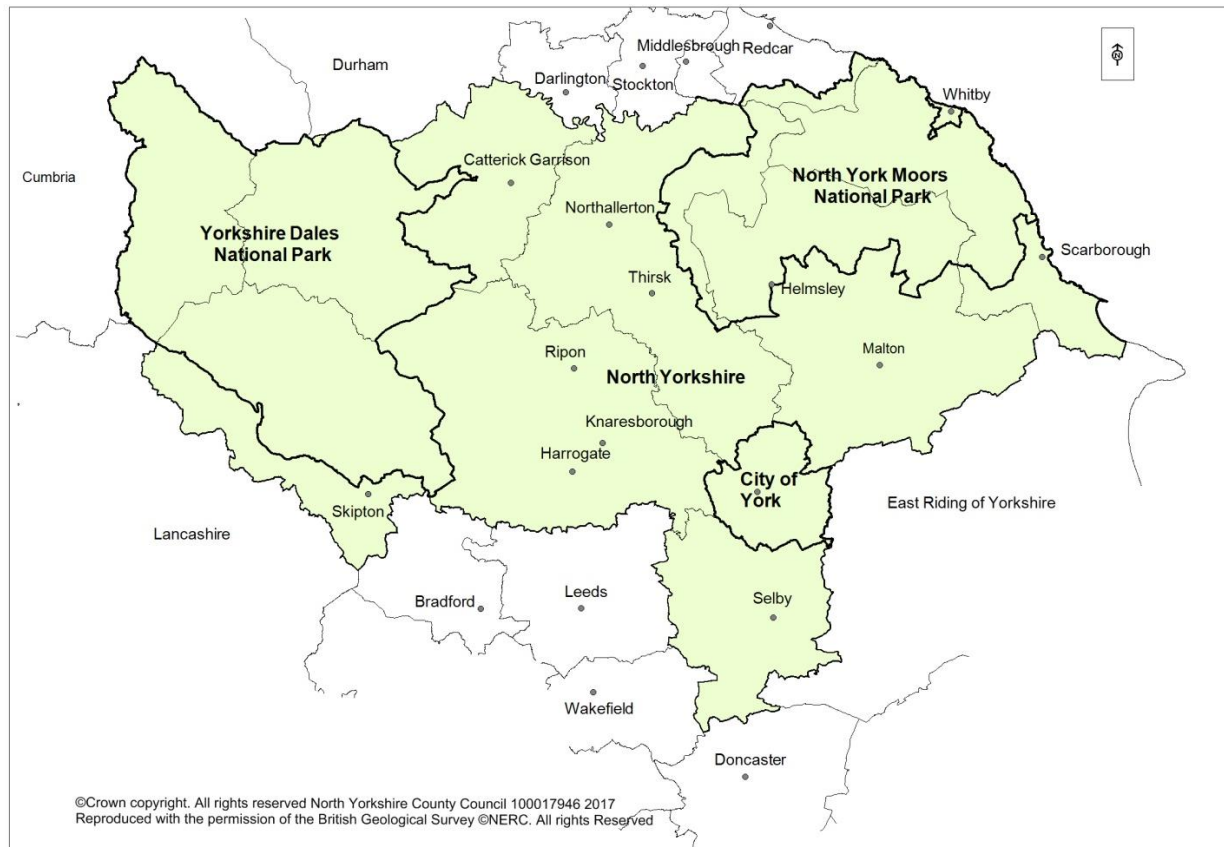 Middlesbrough
Redcar
Durham
Darlington
Stockton
N
Whitby
Catterick Garrison
Cumbria
North York Moors
National Park
Northallerton
Yorkshire Dales
National Park
Scarborough
Thirsk
Helmsley
Ripon
Malton
North Yorkshire
Knaresborough
Harrogate
City of
York
East Riding of Yorkshire
Skipton
Lancashire
Leeds
Bradford
Selby
Wakefield
Doncaster
©Crown copyright. All rights reserved North Yorkshire County Council 100017946 2017
Reproduced with the permission of the British Geological Survey ©NERC. All rights Reserved